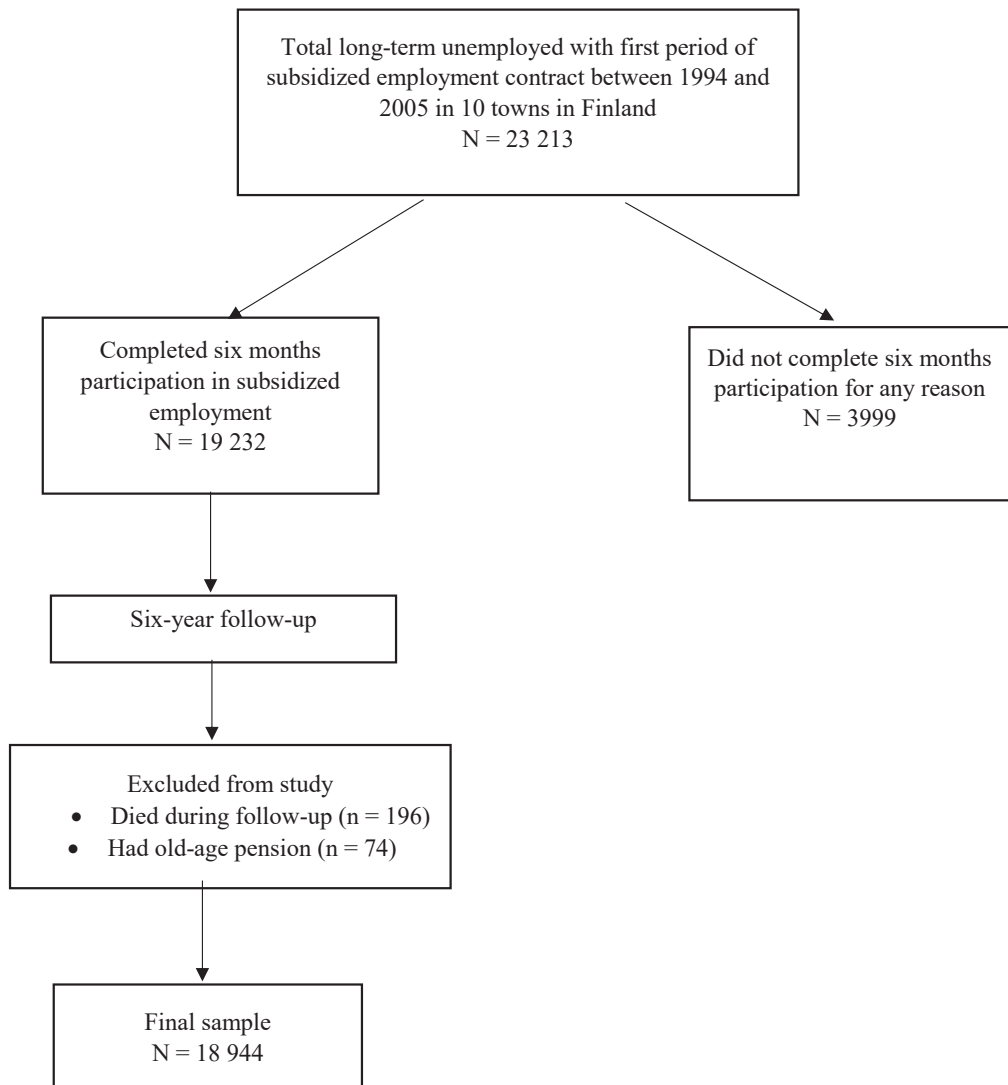 Total long-term unemployed with first period of
subsidized employment contract between 1994 and
2005 in 10 towns in Finland
N = 23 213
Completed six months
participation in subsidized
employment
N = 19 232
Did not complete six months
participation for any reason
N = 3999
Six-year follow-up
Excluded from study
• Died during follow-up (n = 196)
• Had old-age pension (n = 74)
Final sample
N = 18 944